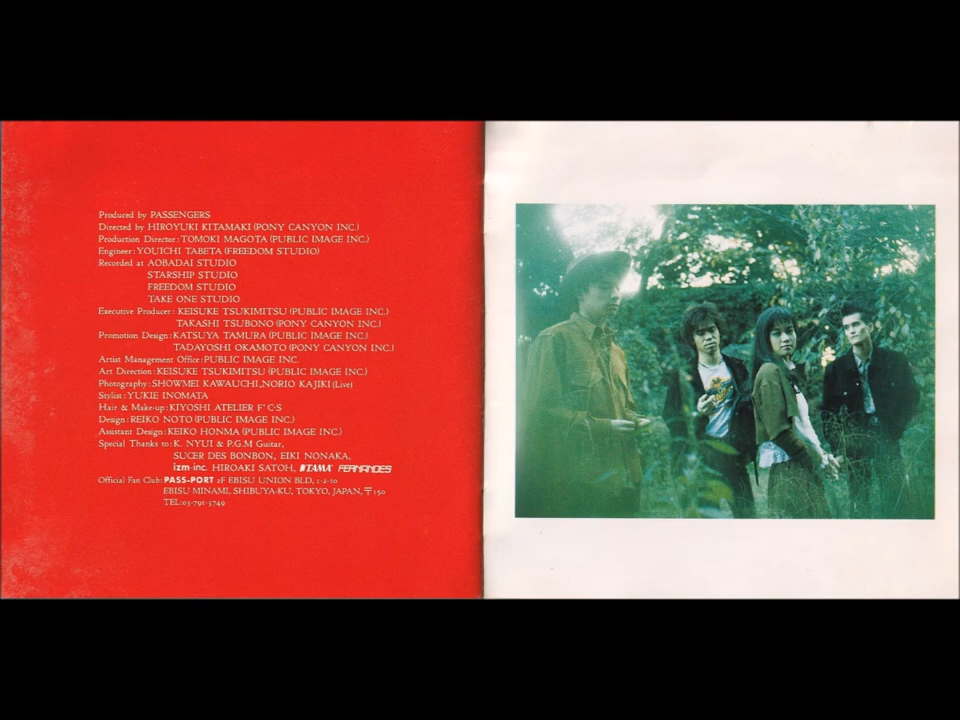 Produced by PASSENGERS
Directed by HIROYUKI KITAMAKI (PONY CANYON INC.)
Production Director: TOMOKI MAGOTA (PUBLIC IMAGE INC.)
Engineer: YOUICHI TABETA (FREEDOM STUDIO)
Recorded at AOBADAI STUDIO
STARSHIP STUDIO
FREEDOM STUDIO
TAKE ONE STUDIO
Executive Producer: KEISUKE TSUKIMITSU (PUBLIC IMAGE INC.)
TAKASHI TSUBONO (PONY CANYON INC.)
Promotion Design: KATSUYA TAMURA (PUBLIC IMAGE INC.)
TADAYOSHI OKAMOTO (PONY CANYON INC.)
Artist Management Office: PUBLIC IMAGE INC.
Art Direction: KEISUKE TSUKIMITSU (PUBLIC IMAGE INC.)
Photography: SHOWMEI KAWAUCHI, NORIO KAJIKI (Live)
Stylist: YUKIE INOMATA
Hair & Make-up: KIYOSHI ATELIER F'C·S
Design: REIKO NOTO (PUBLIC IMAGE INC.)
Assistant Design: KEIKO HONMA (PUBLIC IMAGE INC.)
Special Thanks to: K. NYUI & P.G.M Guitar,
SUCER DES BONBON, EIKI NONAKA,
izm-inc. HIROAKI SATOH, TAMA FERNANDES
Official Fan Club: PASS-PORT 2F EBISU UNION BLD, 1-2-10
EBISU MINAMI, SHIBUYA-KU, TOKYO, JAPAN, 〒150
TEL:03-791-3749